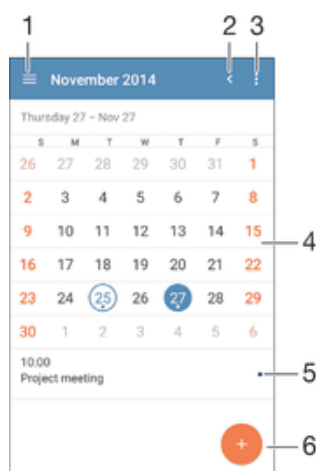 1 2 3
November 2014
Thursday 27 – Nov 27
S M T W T F S
26 27 28 29 30 31 1
2 3 4 5 6 7 8
9 10 11 12 13 14 15
4
16 17 18 19 20 21 22
23 24 25 26 27 28 29
30 1 2 3 4 5 6
10:00
Project meeting
5
+
6